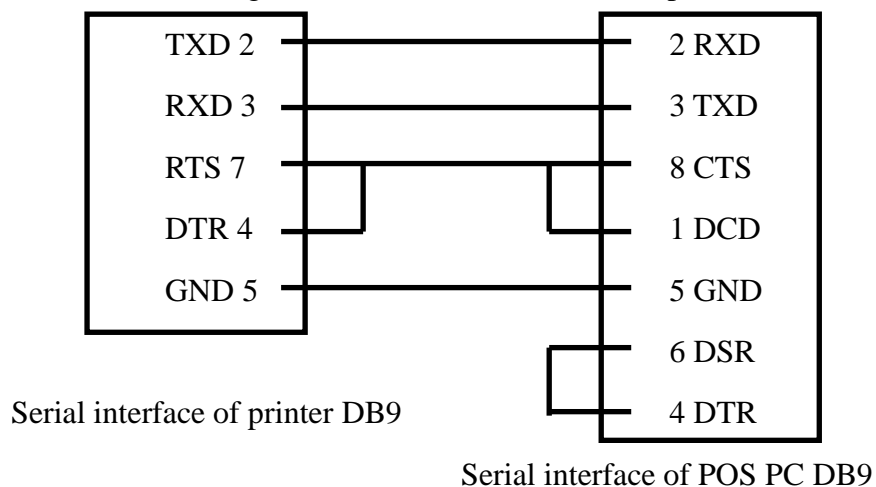 TXD 2
2 RXD
RXD 3
3 TXD
RTS 7
8 CTS
DTR 4
1 DCD
GND 5
5 GND
6 DSR
4 DTR
Serial interface of printer DB9
Serial interface of POS PC DB9